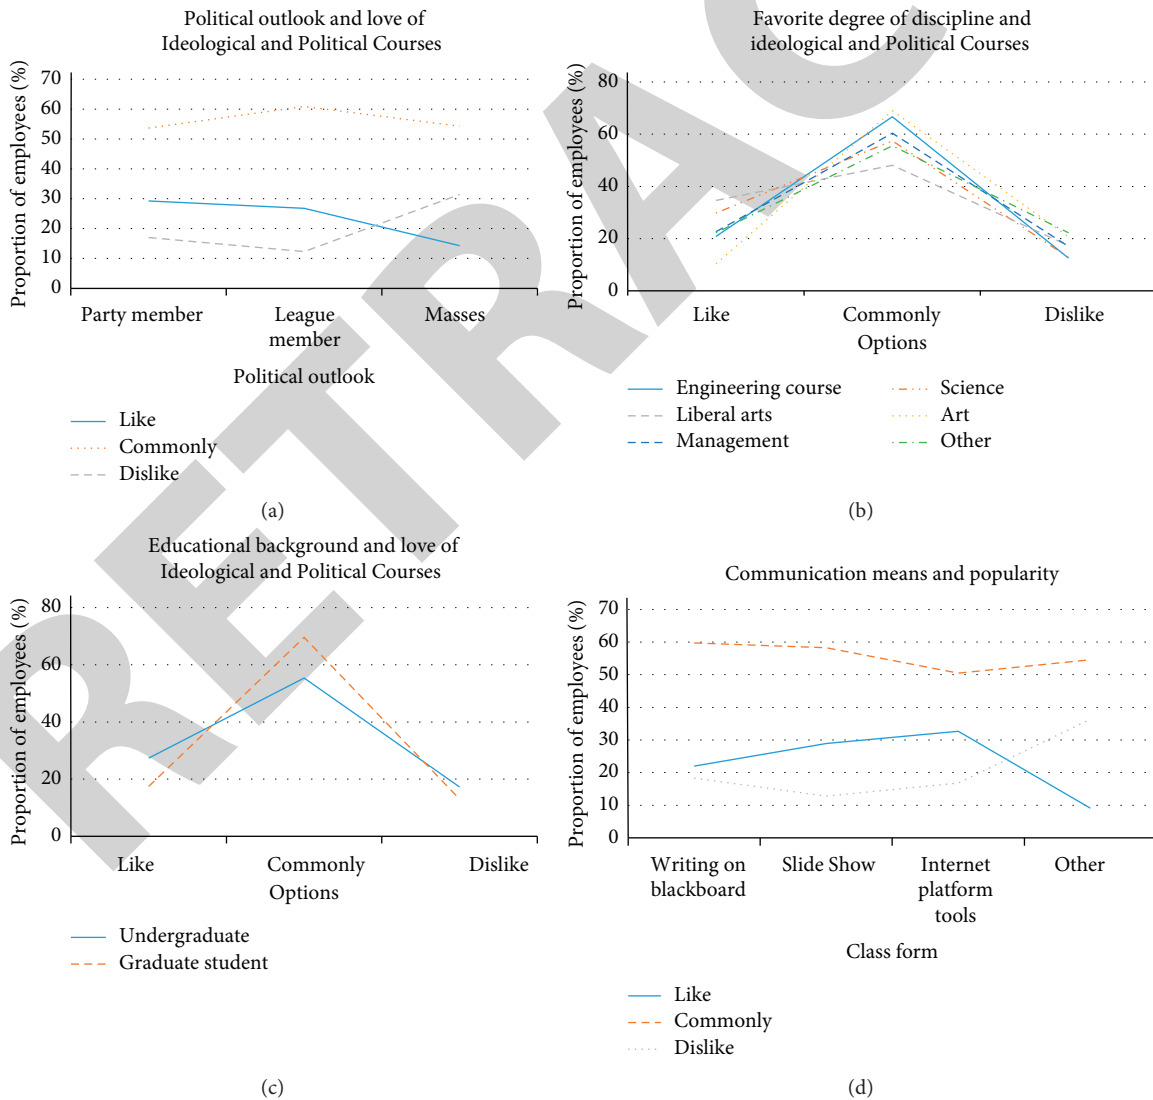 Political outlook and love of
Ideological and Political Courses
Proportion of employees (%)
70
60
50
40
30
20
10
0
Party member
League
member
Masses
Political outlook
Like
Commonly
Dislike
(a)
Favorite degree of discipline and
ideological and Political Courses
Proportion of employees (%)
80
60
40
20
0
Like
Commonly
Dislike
Options
Engineering course
Liberal arts
Management
Science
Art
Other
(b)
Educational background and love of
Ideological and Political Courses
Proportion of employees (%)
80
60
40
20
0
Like
Commonly
Dislike
Options
Undergraduate
Graduate student
(c)
Communication means and popularity
Proportion of employees (%)
70
60
50
40
30
20
10
0
Writing on
blackboard
Slide Show
Internet
platform
tools
Other
Class form
Like
Commonly
Dislike
(d)
RETRAC